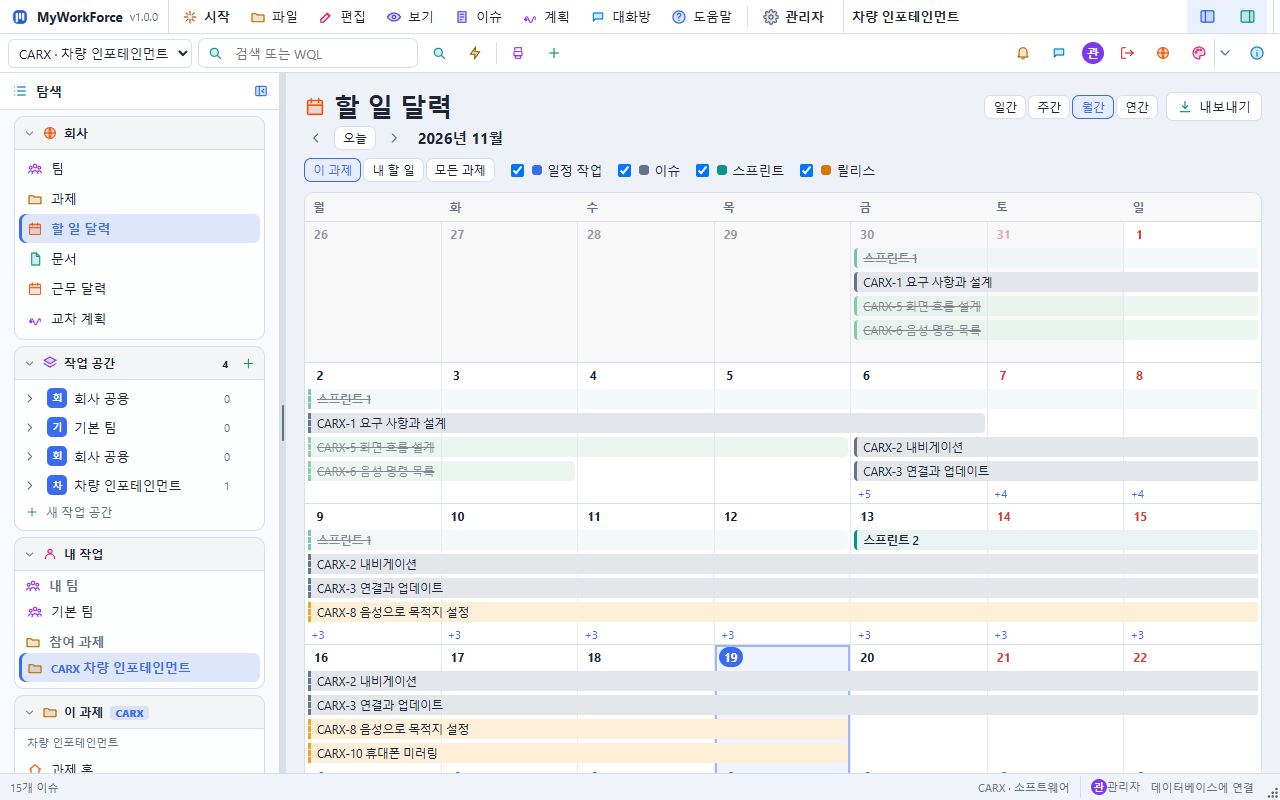 MyWorkForce v1.0.0 시작 파일 편집 보기 이슈 계획 대화방 도움말 관리자 차량 인포테인먼트
CARX · 차량 인포테인먼트 검색 또는 WQL 관
탐색
회사
팀
과제
할 일 달력
문서
근무 달력
교차 계획
작업 공간 4
회 회사 공용 0
기 기본 팀 0
회 회사 공용 0
차 차량 인포테인먼트 1
새 작업 공간
내 작업
내 팀
기본 팀
참여 과제
CARX 차량 인포테인먼트
이 과제 CARX
차량 인포테인먼트
과제 홈
할 일 달력
일간 주간 월간 연간 내보내기
오늘 2026년 11월
이 과제 내 할 일 모든 과제 일정 작업 이슈 스프린트 릴리스
월 화 수 목 금 토 일
26 27 28 29 30 31 1
스프린트 1
CARX-1 요구 사항과 설계
CARX-5 화면 흐름 설계
CARX-6 음성 명령 목록
2 3 4 5 6 7 8
스프린트 1
CARX-1 요구 사항과 설계
CARX-5 화면 흐름 설계 CARX-2 내비게이션
CARX-6 음성 명령 목록 CARX-3 연결과 업데이트
+5 +4 +4
9 10 11 12 13 14 15
스프린트 1 스프린트 2
CARX-2 내비게이션
CARX-3 연결과 업데이트
CARX-8 음성으로 목적지 설정
+3 +3 +3 +3 +3 +3 +3
16 17 18 19 20 21 22
CARX-2 내비게이션
CARX-3 연결과 업데이트
CARX-8 음성으로 목적지 설정
CARX-10 휴대폰 미러링
15개 이슈 CARX · 소프트웨어 관 관리자 데이터베이스에 연결